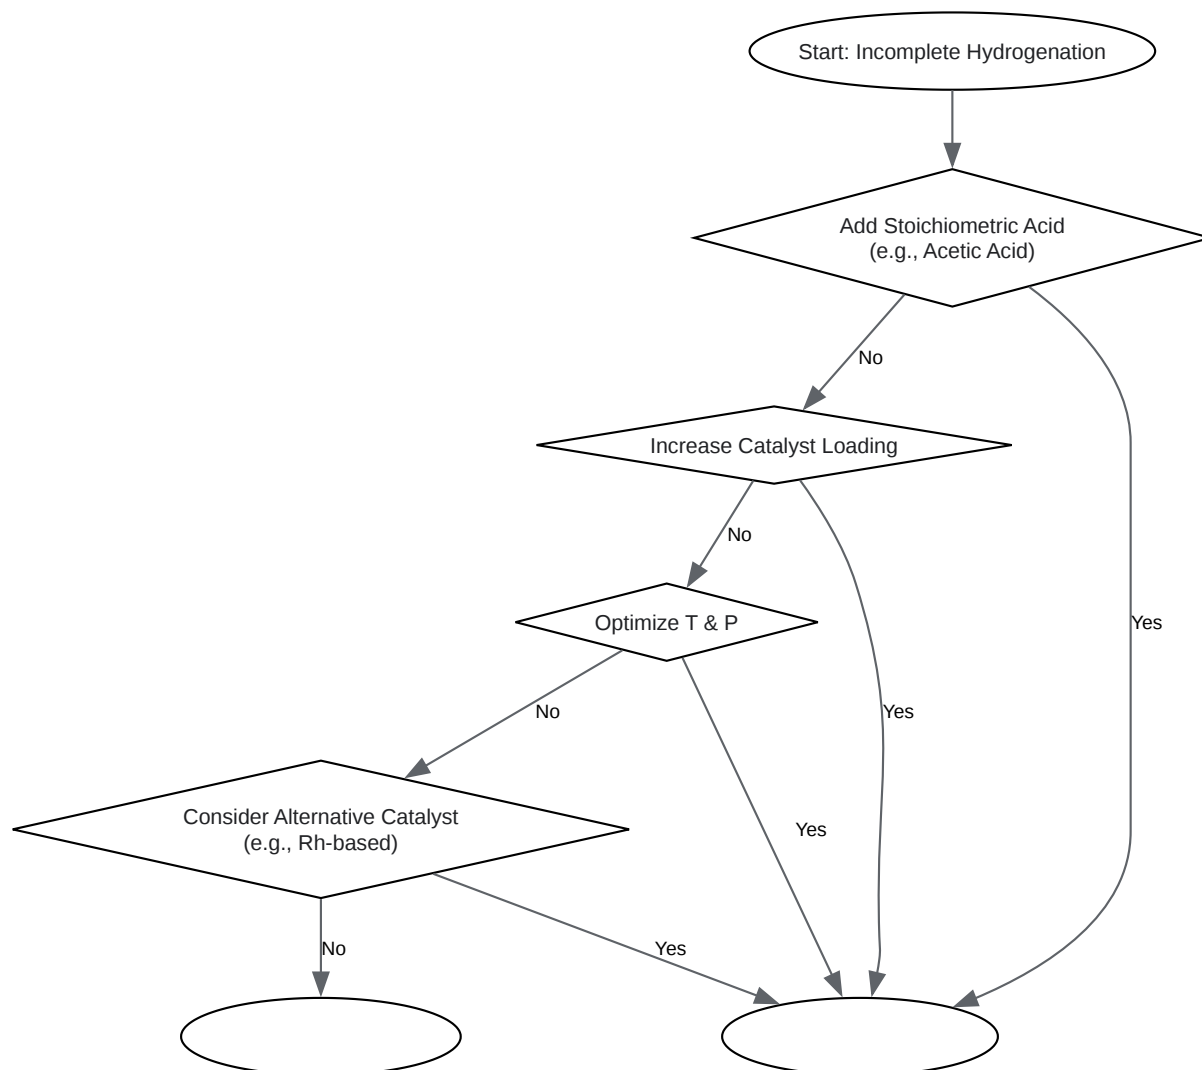 Start: Incomplete Hydrogenation
Add Stoichiometric Acid
(e.g., Acetic Acid)
No
Increase Catalyst Loading
No
Optimize T & P
Yes
No
Yes
Consider Alternative Catalyst
(e.g., Rh-based)
Yes
No
Yes